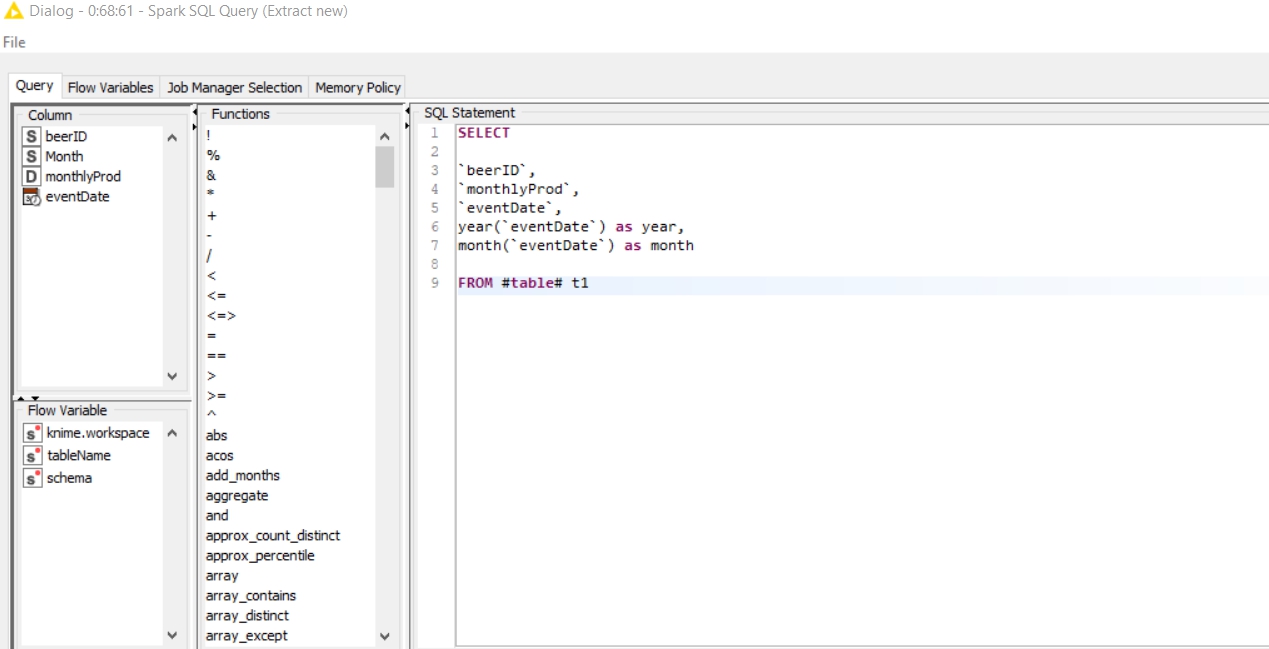 Dialog - 0:68:61 - Spark SQL Query (Extract new)
File
Query Flow Variables Job Manager Selection Memory Policy
Column
S beerID
S Month
D monthlyProd
eventDate
Flow Variable
s knime.workspace
s tableName
s schema
Functions
!
%
&
*
+
-
/
<
<=
<=>
=
==
>
>=
^
abs
acos
add_months
aggregate
and
approx_count_distinct
approx_percentile
array
array_contains
array_distinct
array_except
SQL Statement
1 SELECT
2
3 `beerID`,
4 `monthlyProd`,
5 `eventDate`,
6 year(`eventDate`) as year,
7 month(`eventDate`) as month
8
9 FROM #table# t1